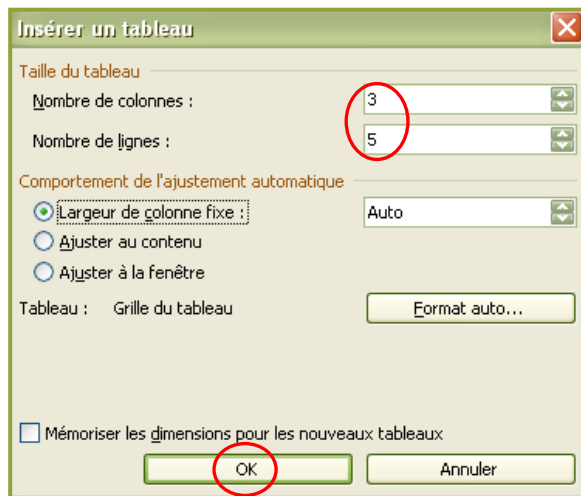 Insérer un tableau
Taille du tableau
Nombre de colonnes : 3
Nombre de lignes : 5
Comportement de l'ajustement automatique
Largeur de colonne fixe : Auto
Ajuster au contenu
Ajuster à la fenêtre
Tableau : Grille du tableau Format auto...
Mémoriser les dimensions pour les nouveaux tableaux
OK Annuler